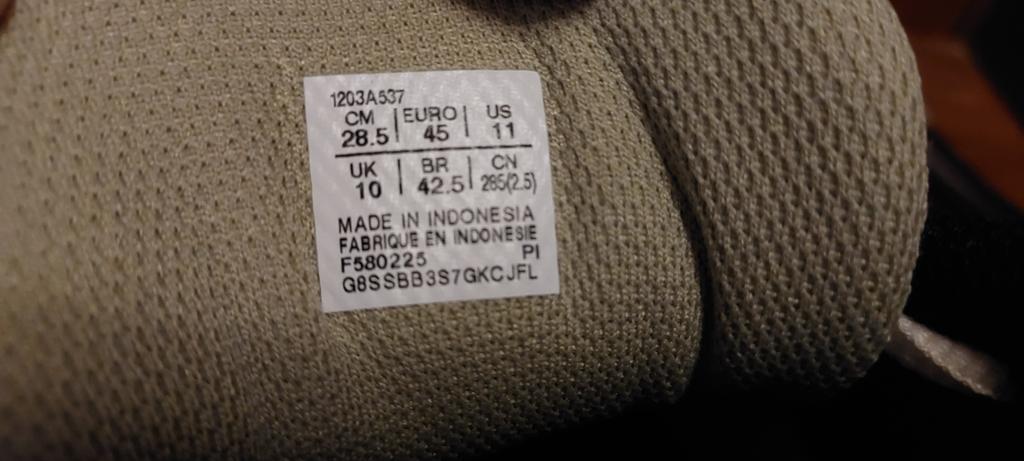 1203A537
CM | EURO | US
28.5 | 45 | 11
UK | BR | CN
10 | 42.5 | 285(2.5)
MADE IN INDONESIA
FABRIQUE EN INDONESIE
F580225 PI
G8SSBB3S7GKCJFL